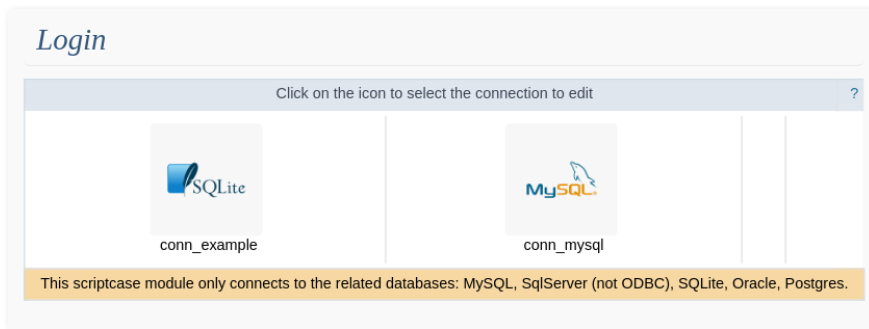 Login
Click on the icon to select the connection to edit ?
SQLite MySQL
conn_example conn_mysql
This scriptcase module only connects to the related databases: MySQL, SqlServer (not ODBC), SQLite, Oracle, Postgres.